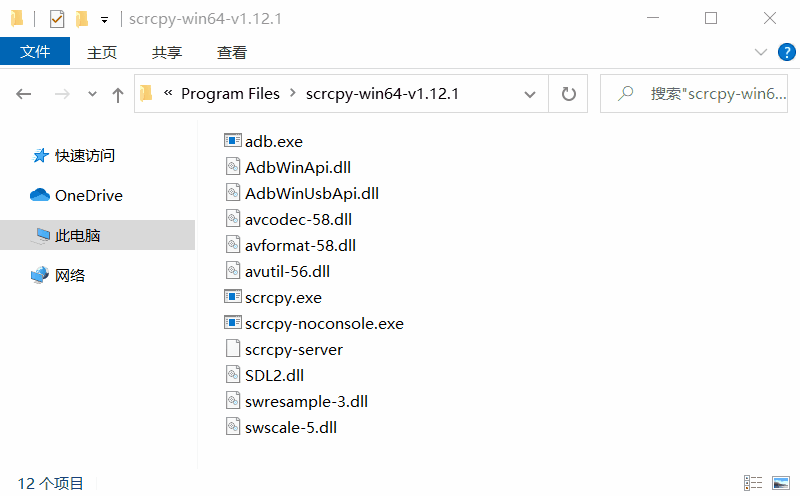 scrcpy-win64-v1.12.1
文件 主页 共享 查看 ?
« Program Files > scrcpy-win64-v1.12.1 搜索"scrcpy-win6...
快速访问
OneDrive
此电脑
网络
adb.exe
AdbWinApi.dll
AdbWinUsbApi.dll
avcodec-58.dll
avformat-58.dll
avutil-56.dll
scrcpy.exe
scrcpy-noconsole.exe
scrcpy-server
SDL2.dll
swresample-3.dll
swscale-5.dll
12 个项目